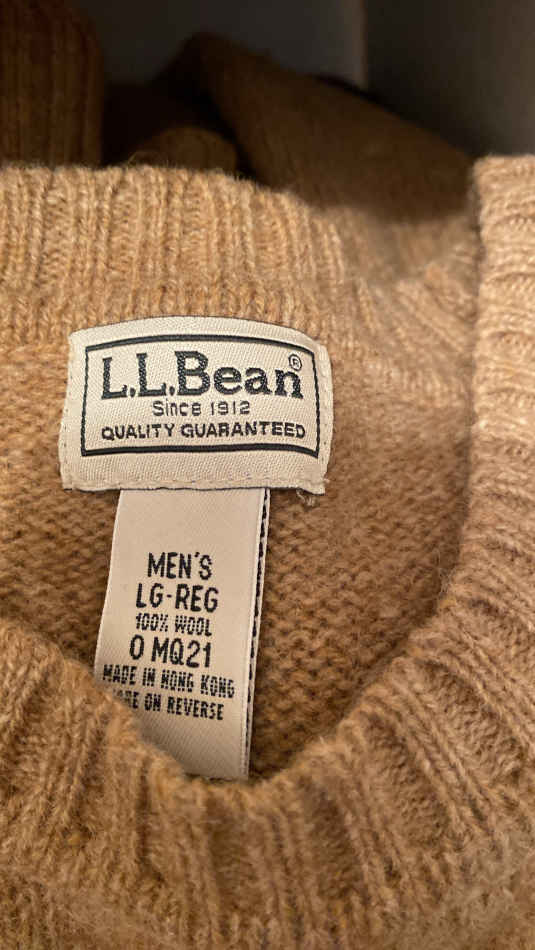 L.L.Bean®
Since 1912
QUALITY GUARANTEED
MEN'S
LG-REG
100% WOOL
0 MQ21
MADE IN HONG KONG
ON REVERSE